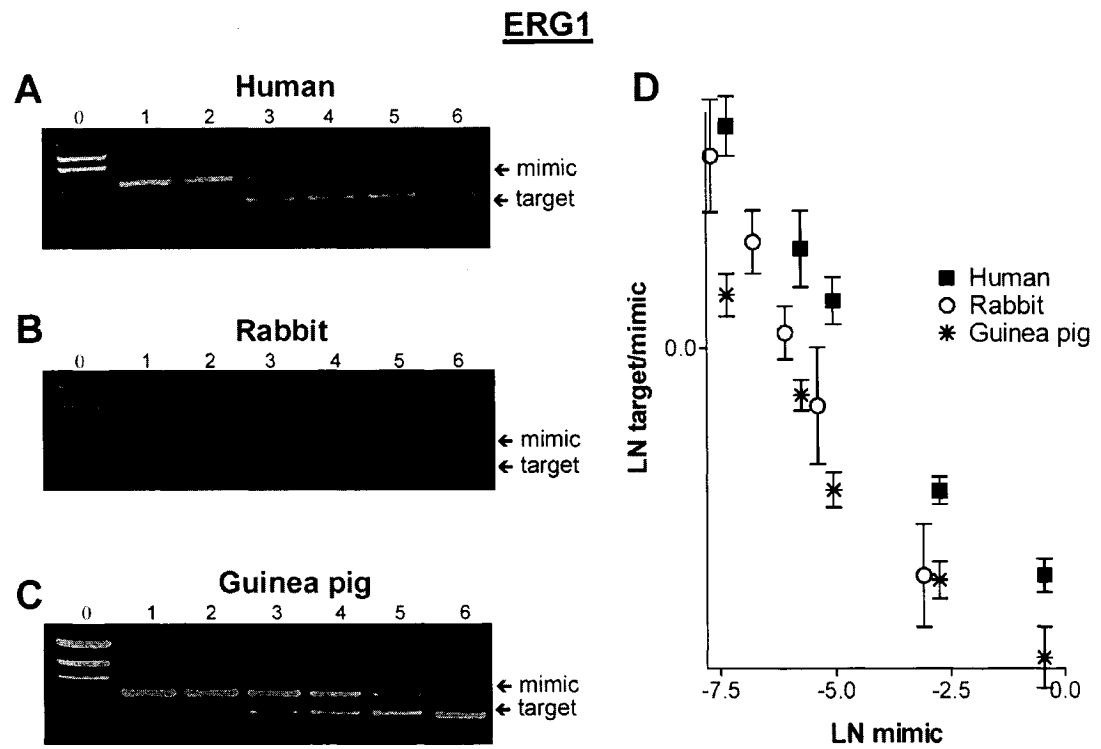 ERG1
A
Human
0 1 2 3 4 5 6
← mimic
← target
B
Rabbit
0 1 2 3 4 5 6
← mimic
← target
C
Guinea pig
0 1 2 3 4 5 6
← mimic
← target
D
LN target/mimic
0.0
Human
Rabbit
Guinea pig
-7.5 -5.0 -2.5 0.0
LN mimic